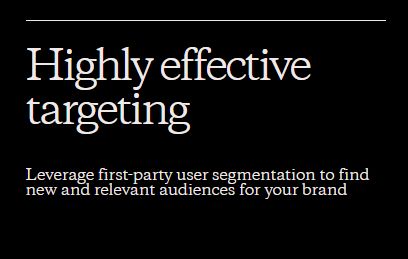 Highly effective
targeting
Leverage first-party user segmentation to find
new and relevant audiences for your brand